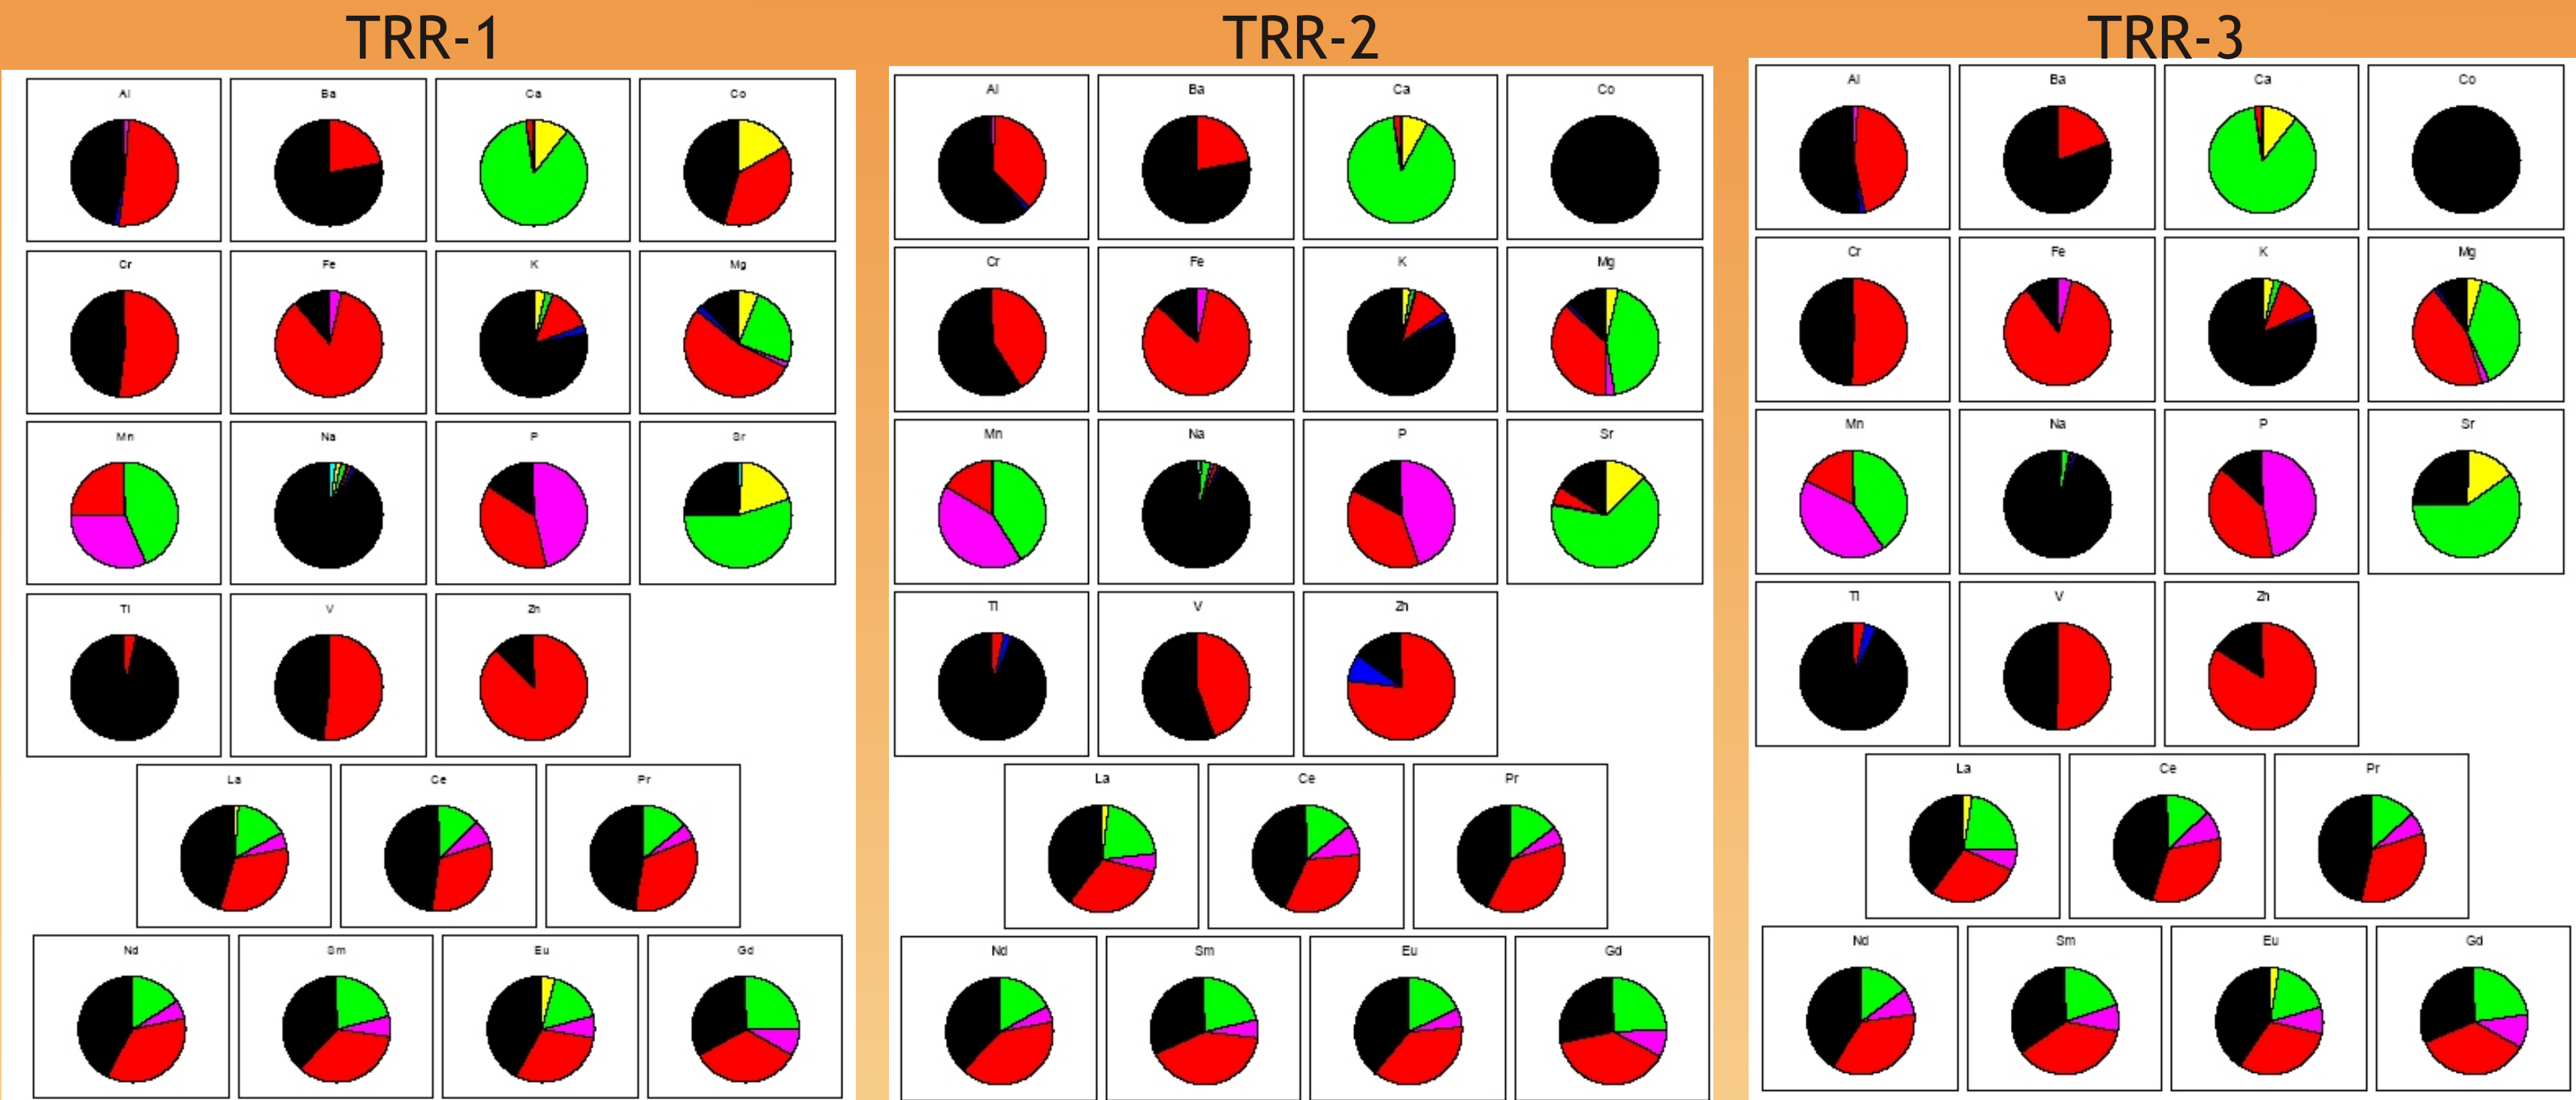 TRR-1
Al Ba Ca Co
Cr Fe K Mg
Mn Na P Sr
Tl V Zn
La Ce Pr
Nd Sm Eu Gd
TRR-2
Al Ba Ca Co
Cr Fe K Mg
Mn Na P Sr
Tl V Zn
La Ce Pr
Nd Sm Eu Gd
TRR-3
Al Ba Ca Co
Cr Fe K Mg
Mn Na P Sr
Tl V Zn
La Ce Pr
Nd Sm Eu Gd